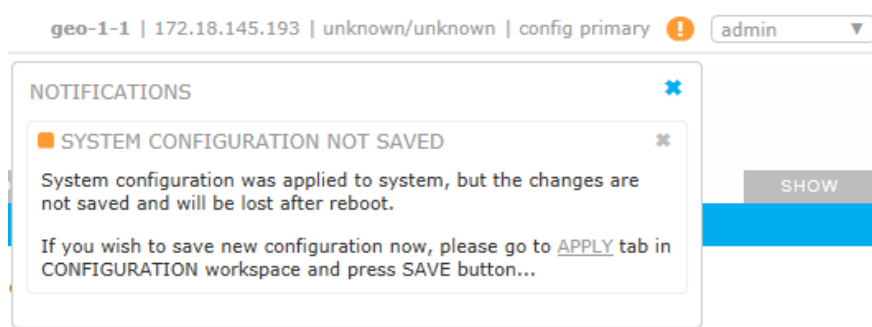 geo-1-1 | 172.18.145.193 | unknown/unknown | config primary ! admin ▼
NOTIFICATIONS ✖
SYSTEM CONFIGURATION NOT SAVED ✖
System configuration was applied to system, but the changes are
not saved and will be lost after reboot.
If you wish to save new configuration now, please go to APPLY tab in
CONFIGURATION workspace and press SAVE button...
SHOW